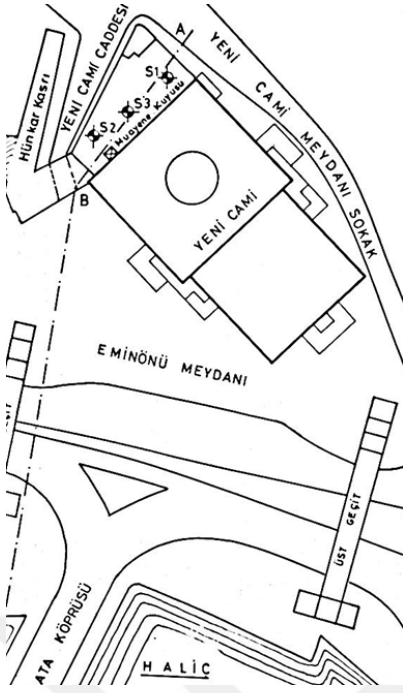 A
YENİ CAMİ MEYDANI SOKAK
YENİ CAMİ CADDESİ
Hünkar Kasrı
S1
S3
S2
Muayene Kuyusu
B
YENİ CAMİ
EMİNÖNÜ MEYDANI
ÜST GEÇİT
ATA KÖPRÜSÜ
HALİÇ